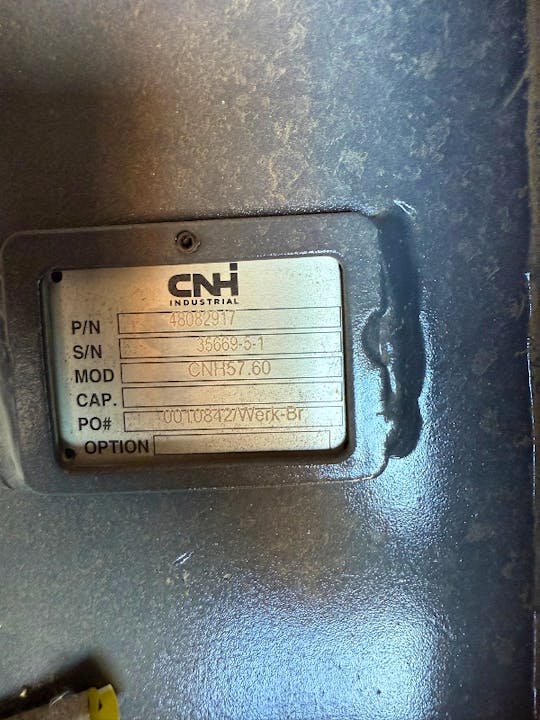 CNH
INDUSTRIAL
P/N 48082917
S/N 35669-5-1
MOD CNH57.60
CAP.
PO# 0010842/Werk-Br
OPTION